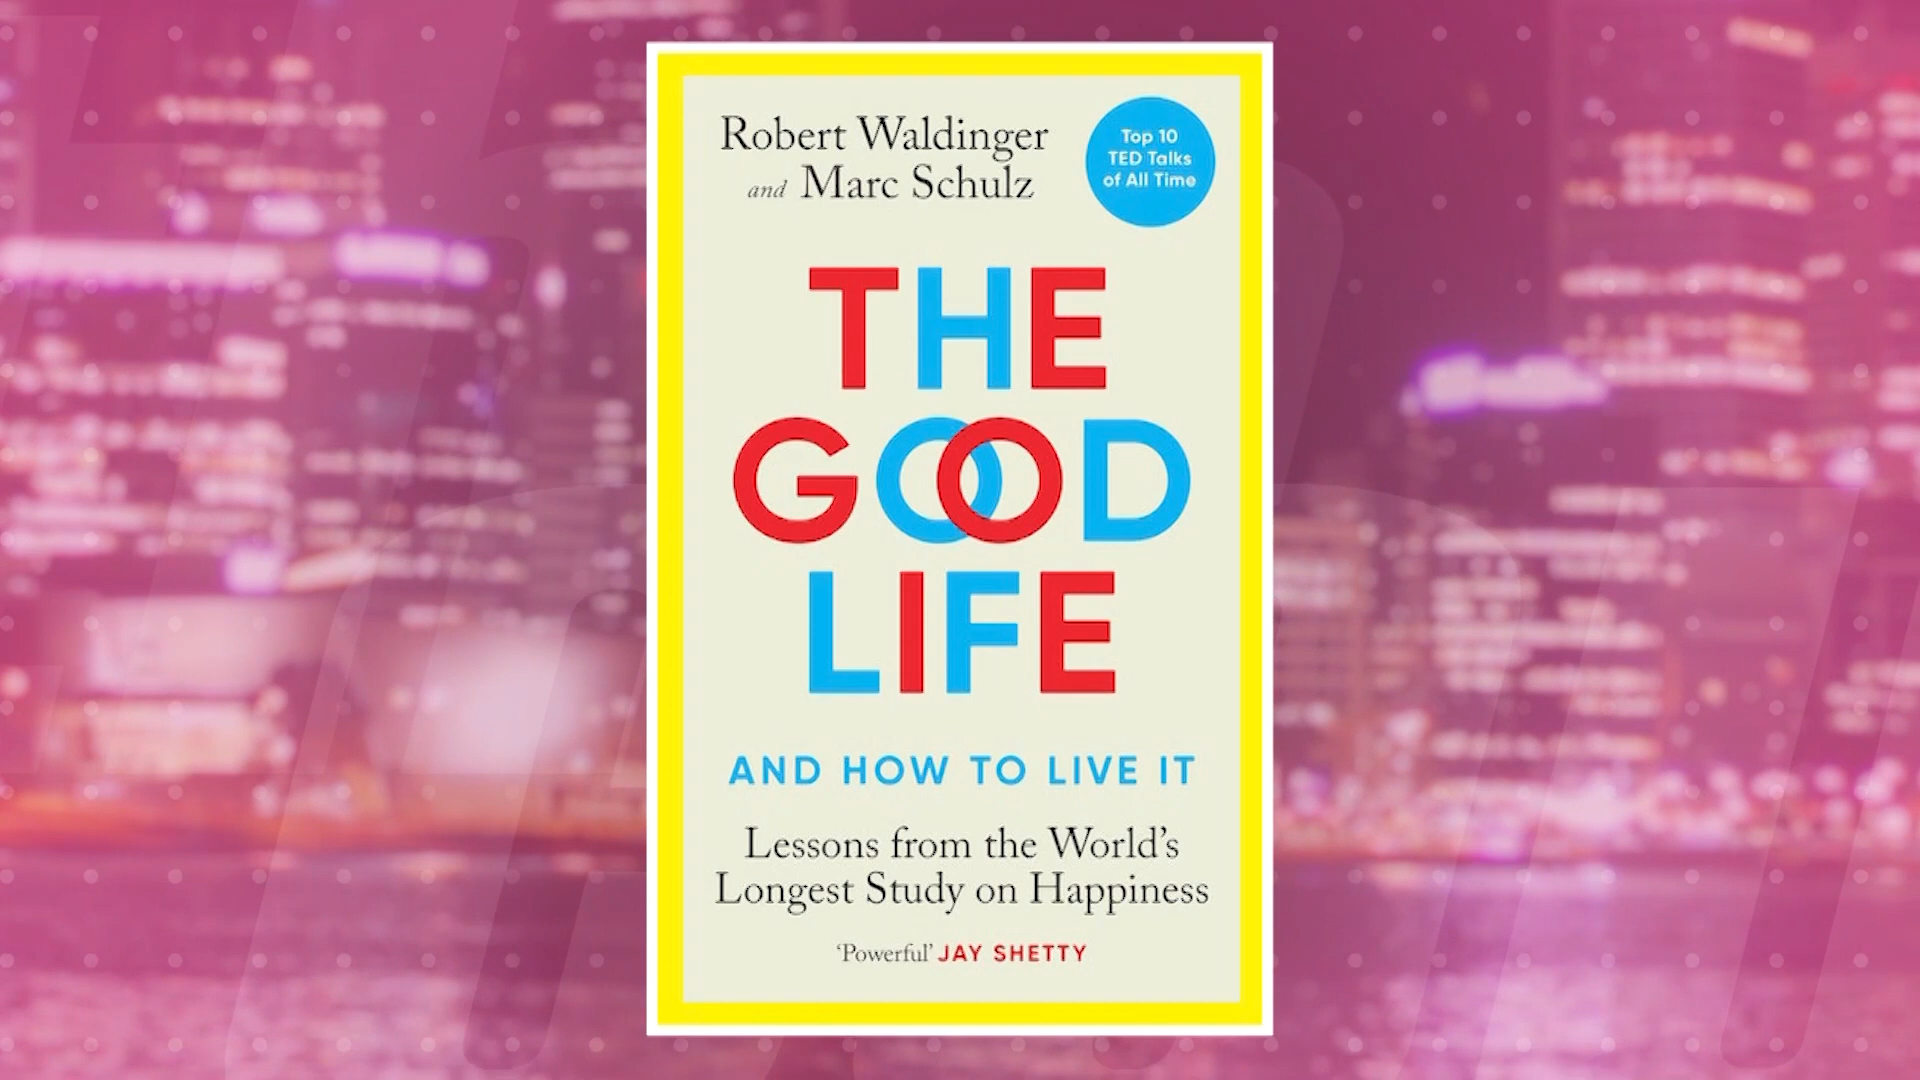 Robert Waldinger
and Marc Schulz
Top 10
TED Talks
of All Time
THE
GOOD
LIFE
AND HOW TO LIVE IT
Lessons from the World's
Longest Study on Happiness
'Powerful' JAY SHETTY